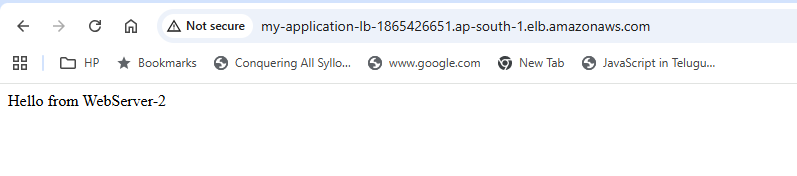 Not secure my-application-lb-1865426651.ap-south-1.elb.amazonaws.com
HP Bookmarks Conquering All Syllo... www.google.com New Tab JavaScript in Telugu...
Hello from WebServer-2